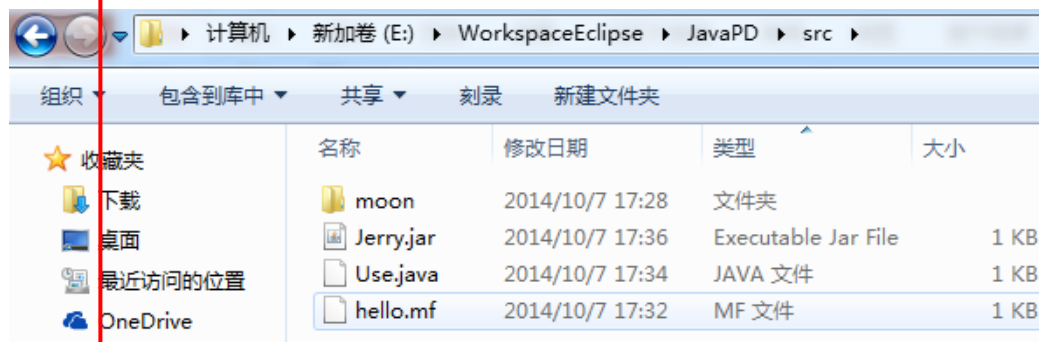 计算机 新加卷 (E:) WorkspaceEclipse JavaPD src
组织 包含到库中 共享 刻录 新建文件夹
收藏夹
下载
桌面
最近访问的位置
OneDrive
名称 修改日期 类型 大小
moon 2014/10/7 17:28 文件夹
Jerry.jar 2014/10/7 17:36 Executable Jar File 1 KB
Use.java 2014/10/7 17:34 JAVA 文件 1 KB
hello.mf 2014/10/7 17:32 MF 文件 1 KB